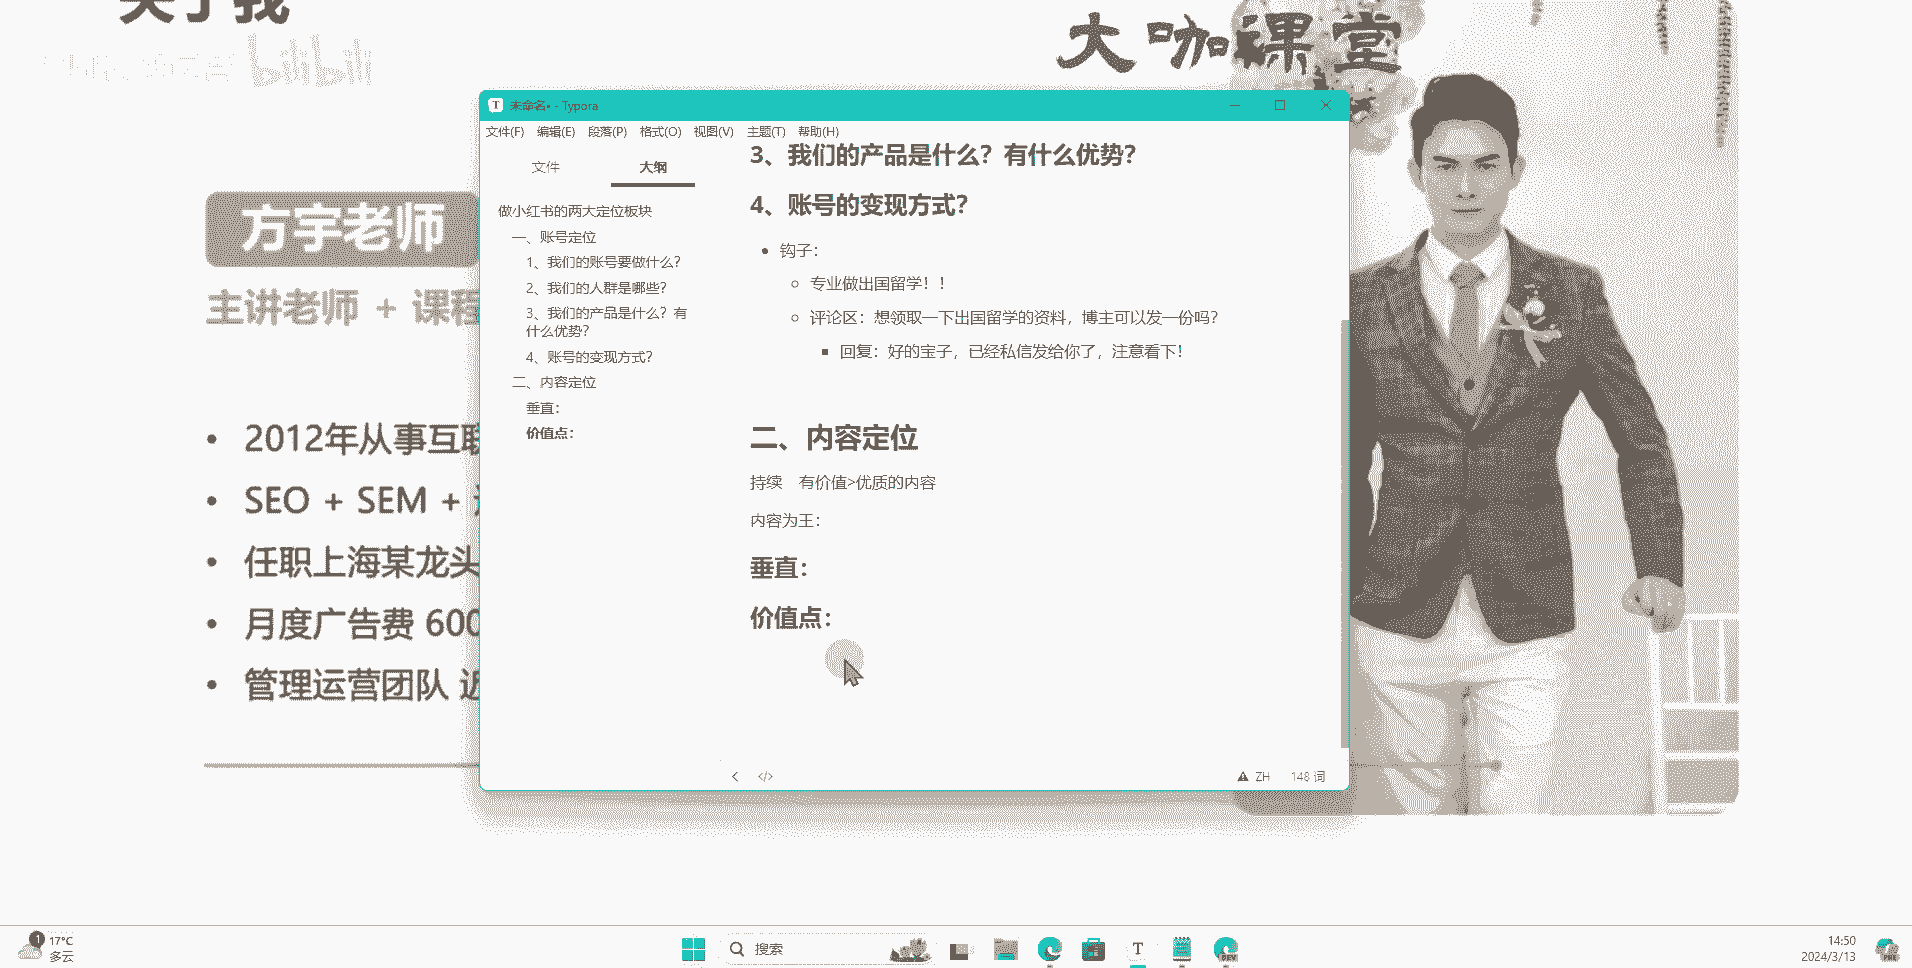 关于我
bilibili
大咖课堂
方宇老师
主讲老师 + 课程
2012年从事互联
SEO + SEM +
任职上海某龙头
月度广告费 600
管理运营团队 近
未命名• - Typora
文件(F) 编辑(E) 段落(P) 格式(O) 视图(V) 主题(T) 帮助(H)
文件 大纲
做小红书的两大定位板块
一、账号定位
1、我们的账号要做什么？
2、我们的人群是哪些？
3、我们的产品是什么？有
什么优势？
4、账号的变现方式？
二、内容定位
垂直：
价值点：
3、我们的产品是什么？有什么优势？
4、账号的变现方式？
钩子：
专业做出国留学！！
评论区：想领取一下出国留学的资料，博主可以发一份吗？
回复：好的宝子，已经私信发给你了，注意看下！
二、内容定位
持续 有价值>优质的内容
内容为王：
垂直：
价值点：
</> ZH 148 词
1 17°C
多云
搜索
DEV
14:50
2024/3/13
PRE